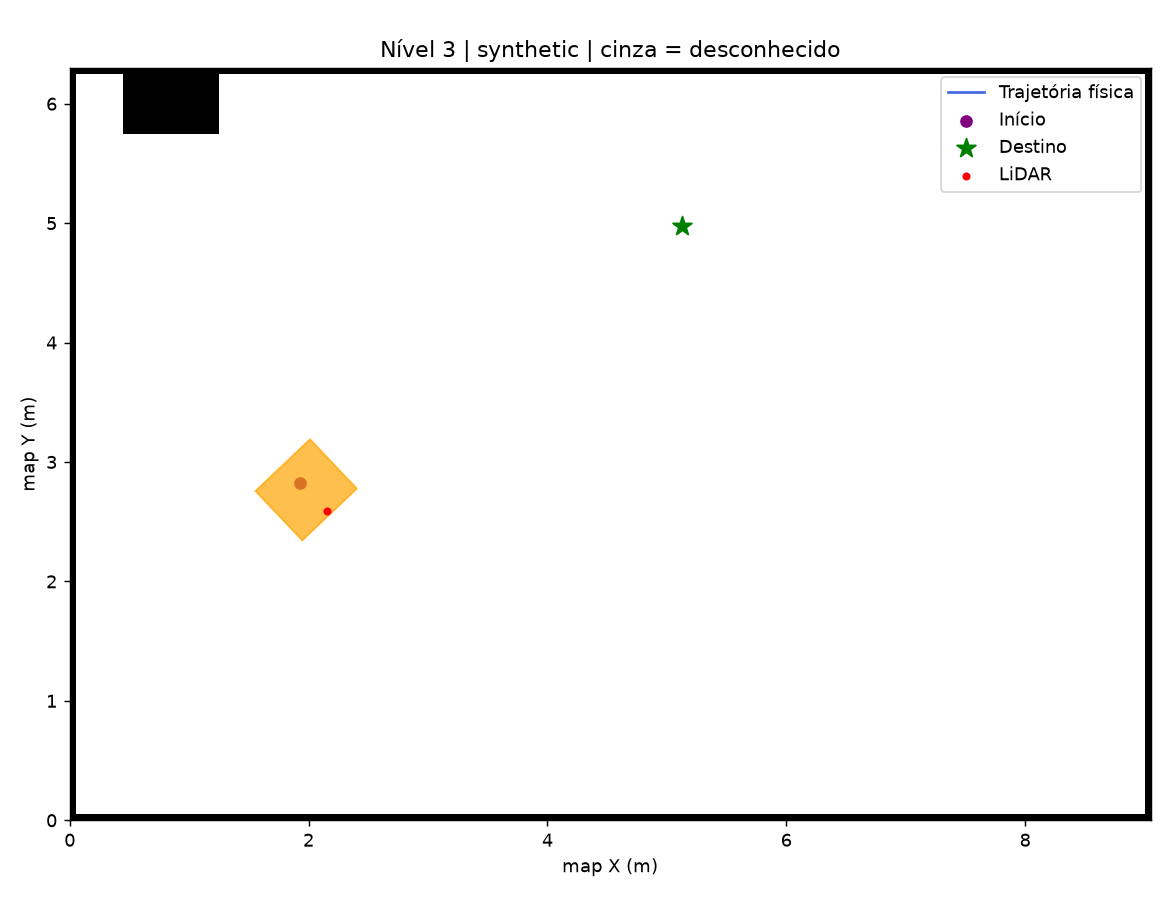 Nível 3 | synthetic | cinza = desconhecido
Trajetória física
Início
Destino
LiDAR
6
5
4
3
2
1
0
map Y (m)
0
2
4
6
8
map X (m)